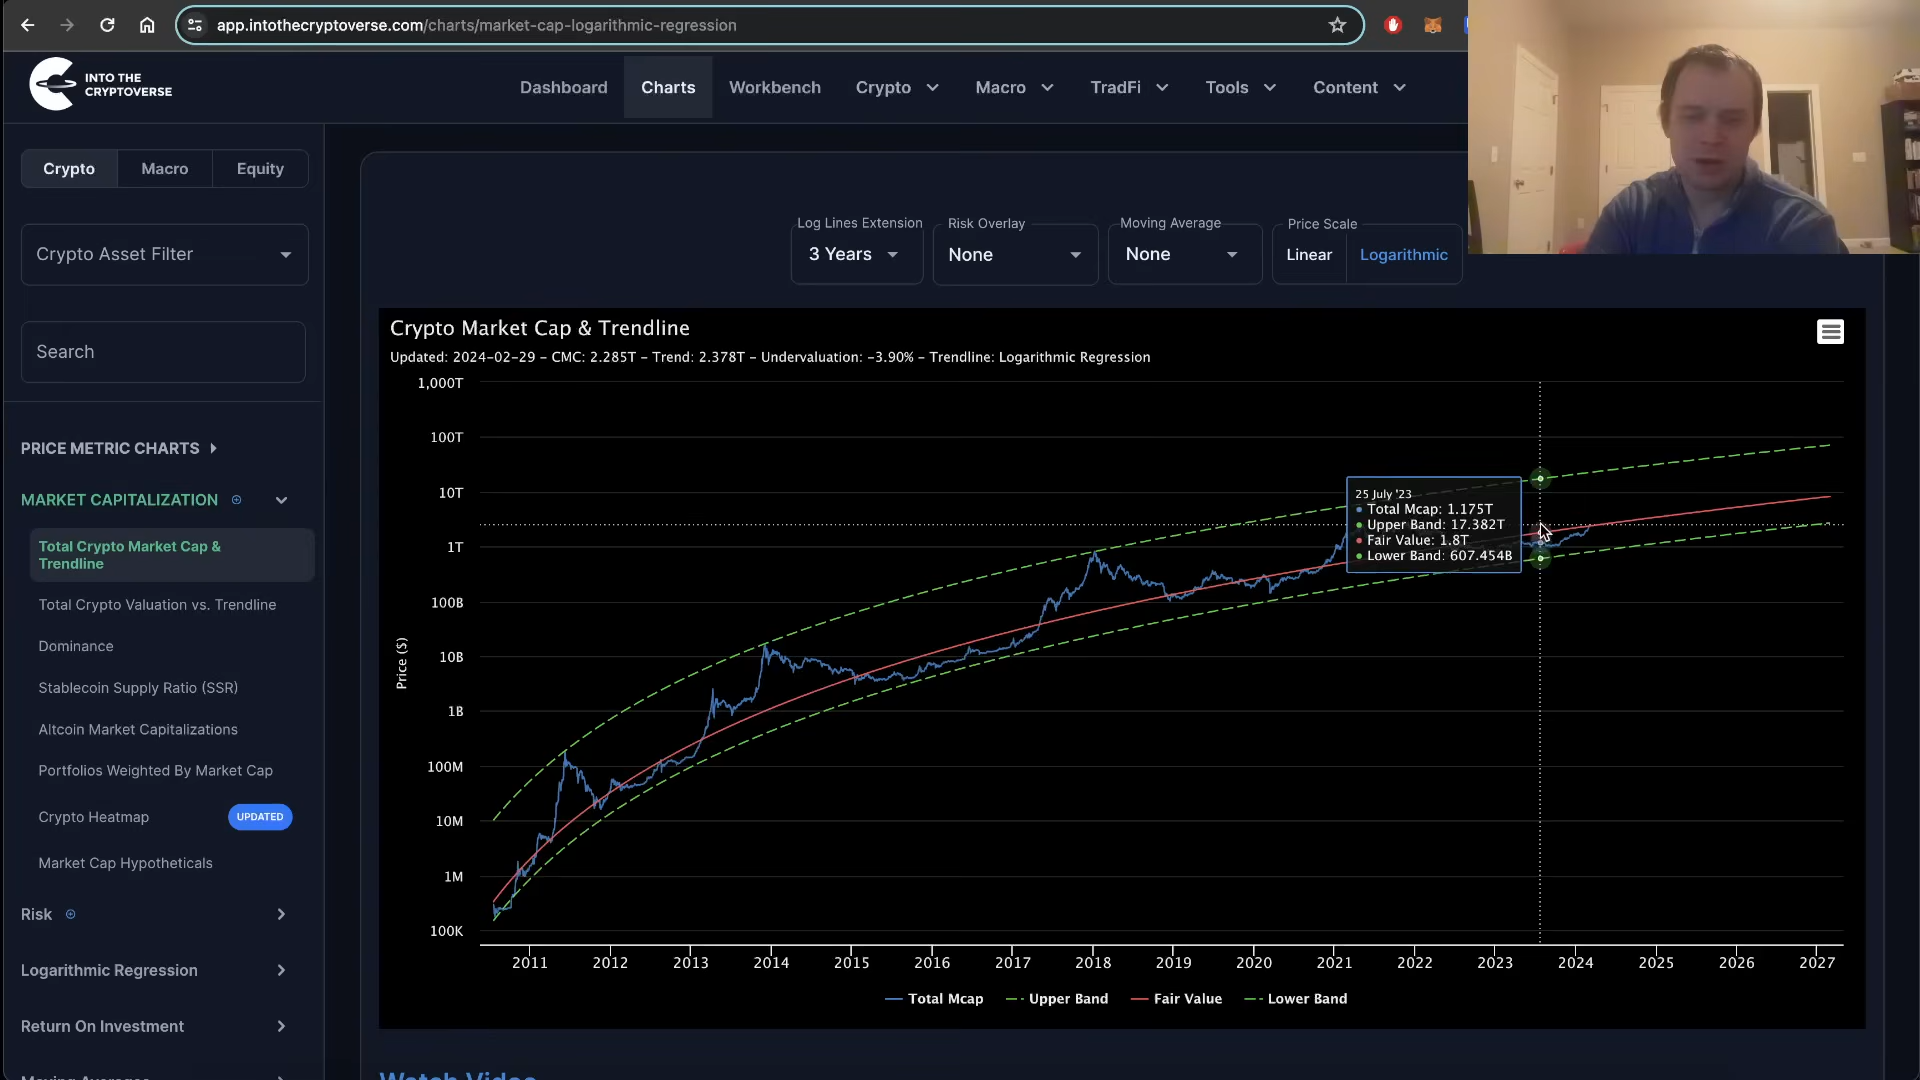 app.intothecryptoverse.com/charts/market-cap-logarithmic-regression
INTO THE
CRYPTOVERSE
Dashboard
Charts
Workbench
Crypto
Macro
TradFi
Tools
Content
Crypto
Macro
Equity
Crypto Asset Filter
Search
PRICE METRIC CHARTS
MARKET CAPITALIZATION
Total Crypto Market Cap &
Trendline
Total Crypto Valuation vs. Trendline
Dominance
Stablecoin Supply Ratio (SSR)
Altcoin Market Capitalizations
Portfolios Weighted By Market Cap
Crypto Heatmap
UPDATED
Market Cap Hypotheticals
Risk
Logarithmic Regression
Return On Investment
Moving Averages
Log Lines Extension
3 Years
Risk Overlay
None
Moving Average
None
Price Scale
Linear
Logarithmic
Crypto Market Cap & Trendline
Updated: 2024-02-29 – CMC: 2.285T – Trend: 2.378T – Undervaluation: -3.90% – Trendline: Logarithmic Regression
1,000T
100T
10T
1T
100B
10B
1B
100M
10M
1M
100K
Price ($)
25 July '23
Total Mcap: 1.175T
Upper Band: 17.382T
Fair Value: 1.8T
Lower Band: 607.454B
2011
2012
2013
2014
2015
2016
2017
2018
2019
2020
2021
2022
2023
2024
2025
2026
2027
Total Mcap
Upper Band
Fair Value
Lower Band
Watch Video